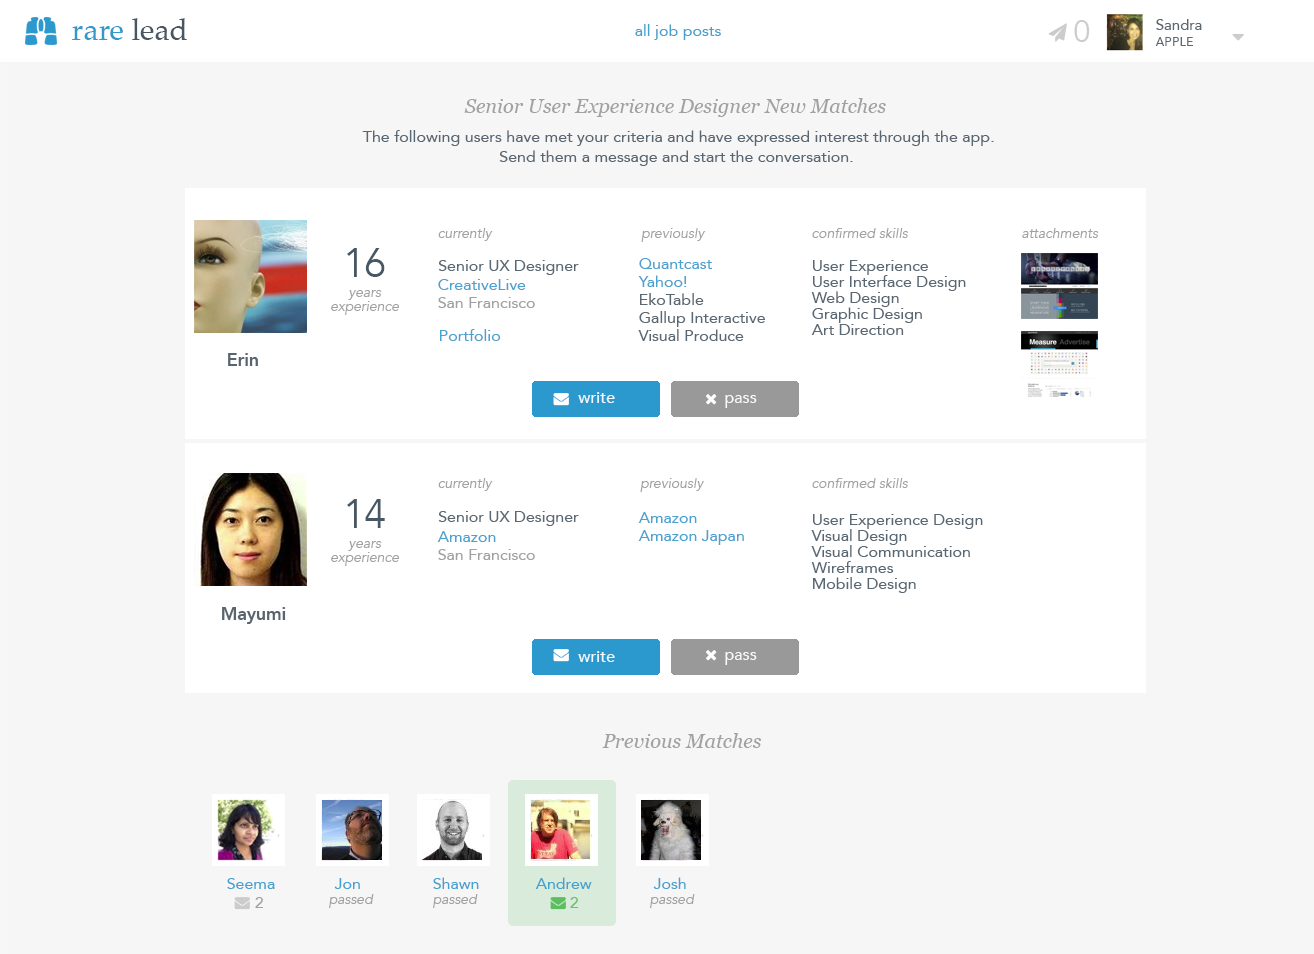 rare lead
all job posts
0
Sandra
APPLE
Senior User Experience Designer New Matches
The following users have met your criteria and have expressed interest through the app.
Send them a message and start the conversation.
Erin
16
years
experience
currently
Senior UX Designer
CreativeLive
San Francisco
Portfolio
previously
Quantcast
Yahoo!
EkoTable
Gallup Interactive
Visual Produce
confirmed skills
User Experience
User Interface Design
Web Design
Graphic Design
Art Direction
attachments
Measure Advertise
write
pass
Mayumi
14
years
experience
currently
Senior UX Designer
Amazon
San Francisco
previously
Amazon
Amazon Japan
confirmed skills
User Experience Design
Visual Design
Visual Communication
Wireframes
Mobile Design
write
pass
Previous Matches
Seema
2
Jon
passed
Shawn
passed
Andrew
2
Josh
passed